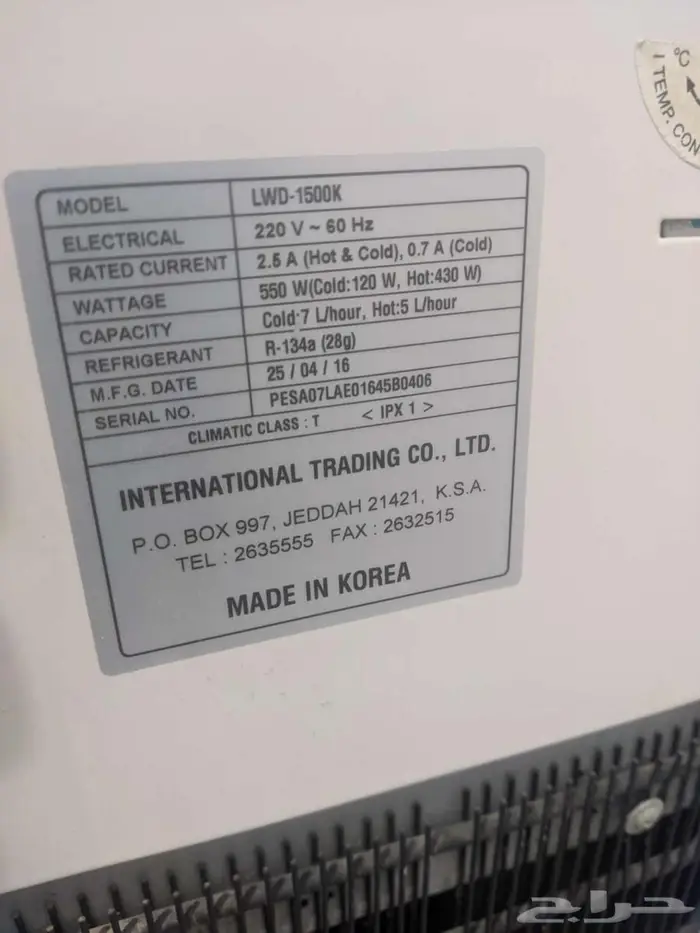 °C
TEMP. CON
MODEL LWD-1500K
ELECTRICAL 220 V ~ 60 Hz
RATED CURRENT 2.5 A (Hot & Cold), 0.7 A (Cold)
WATTAGE 550 W(Cold:120 W, Hot:430 W)
CAPACITY Cold:7 L/hour, Hot:5 L/hour
REFRIGERANT R-134a (28g)
M.F.G. DATE 25 / 04 / 16
SERIAL NO. PESA07LAE01645B0406
CLIMATIC CLASS : T < IPX 1 >
INTERNATIONAL TRADING CO., LTD.
P.O. BOX 997, JEDDAH 21421, K.S.A.
TEL : 2635555 FAX : 2632515
MADE IN KOREA
حراج